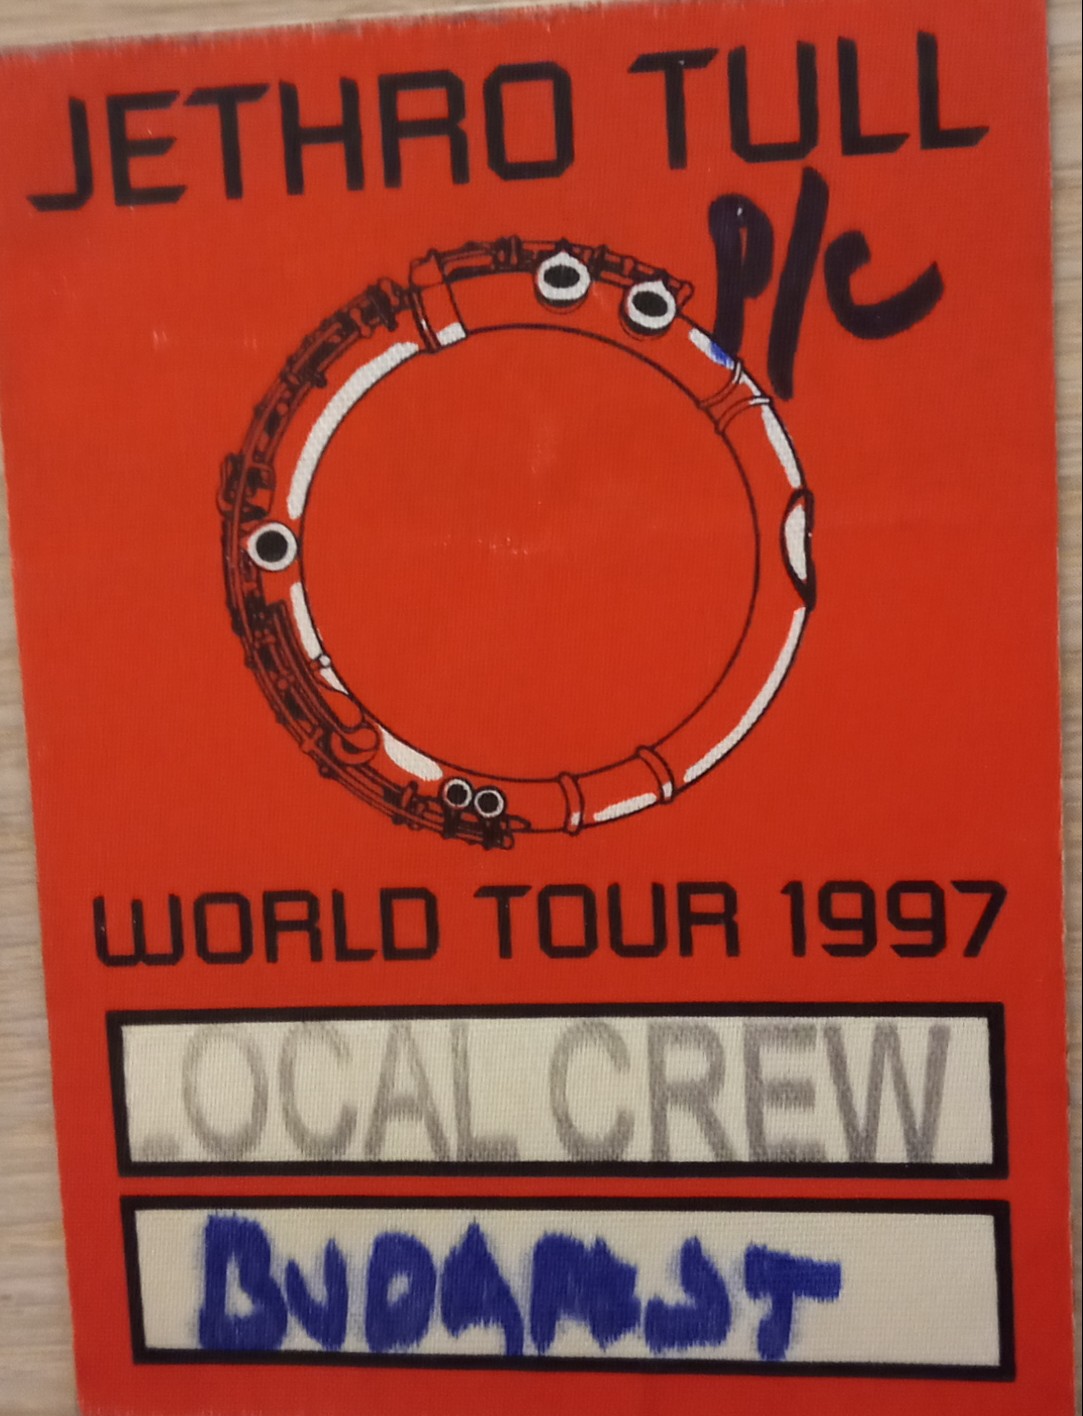 JETHRO TULL
P/C
WORLD TOUR 1997
LOCAL CREW
BUDAPEST